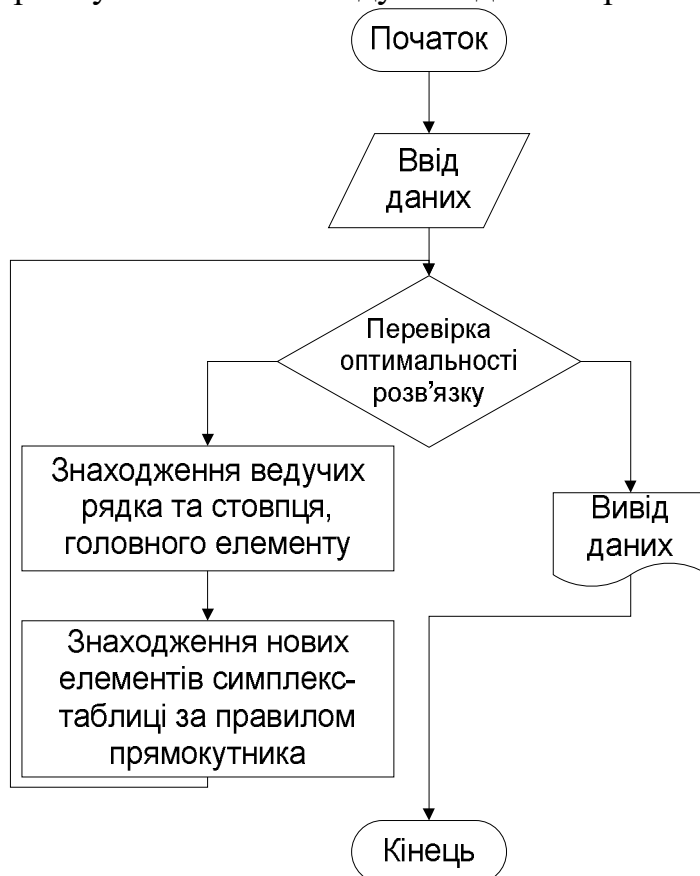 Початок
Ввід
даних
Перевірка
оптимальності
розв’язку
Знаходження ведучих
рядка та стовпця,
головного елементу
Вивід
даних
Знаходження нових
елементів симплекс-
таблиці за правилом
прямокутника
Кінець